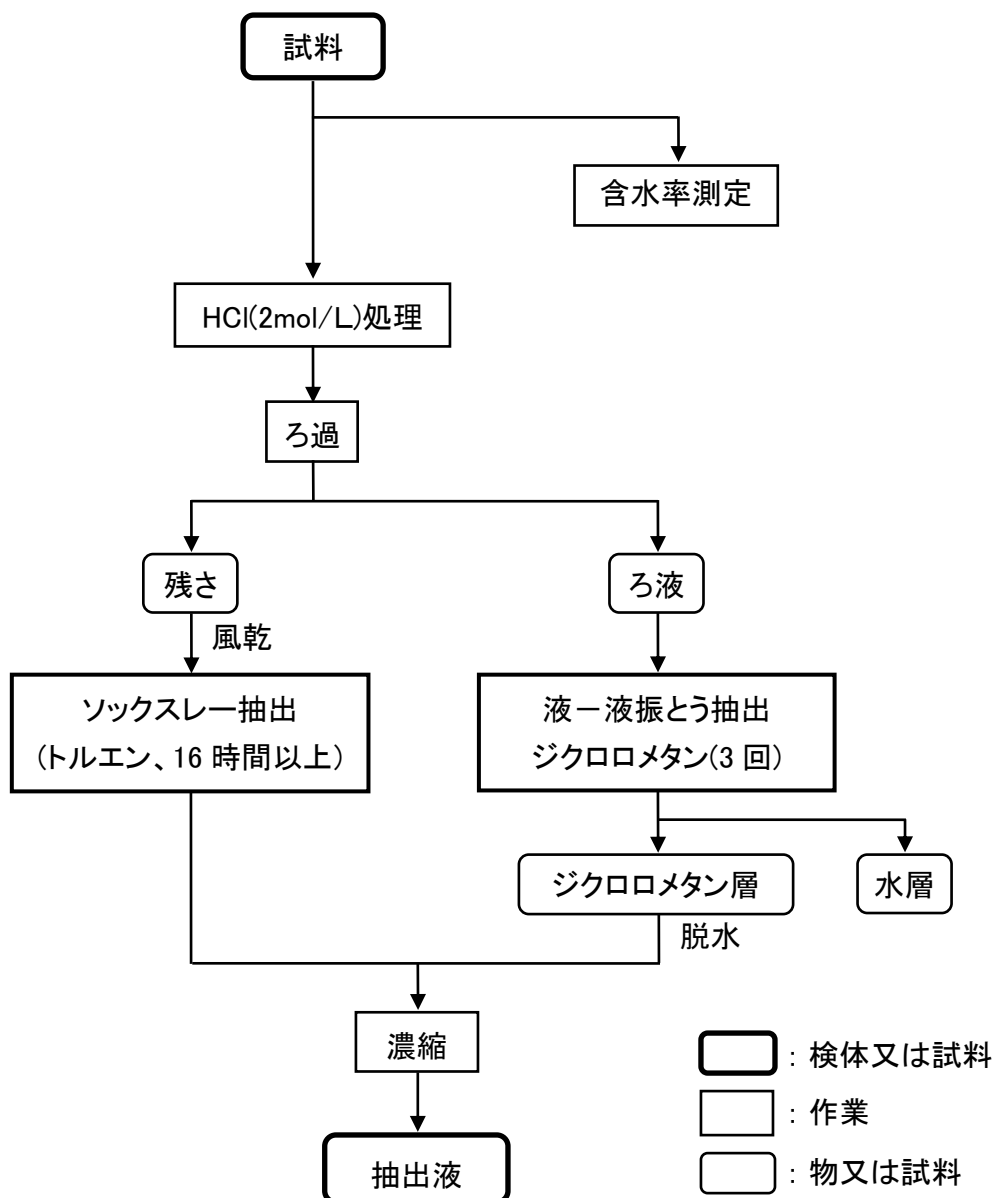 試料
含水率測定
HCl(2mol/L)処理
ろ過
残さ
ろ液
風乾
ソックスレー抽出
(トルエン、16 時間以上)
液－液振とう抽出
ジクロロメタン(3 回)
ジクロロメタン層
水層
脱水
濃縮
抽出液
：検体又は試料
：作業
：物又は試料